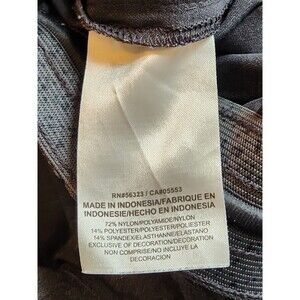 RN#56323 / CA#05553
MADE IN INDONESIA/FABRIQUE EN
INDONESIE/HECHO EN INDONESIA
72% NYLON/POLYAMIDE/NYLON
14% POLYESTER/POLYESTER/POLIESTER
14% SPANDEX/ELASTHANNE/ELASTANO
EXCLUSIVE OF DECORATION/DECORATION
NON COMPRISE/NO INCLUYE LA
DECORACION